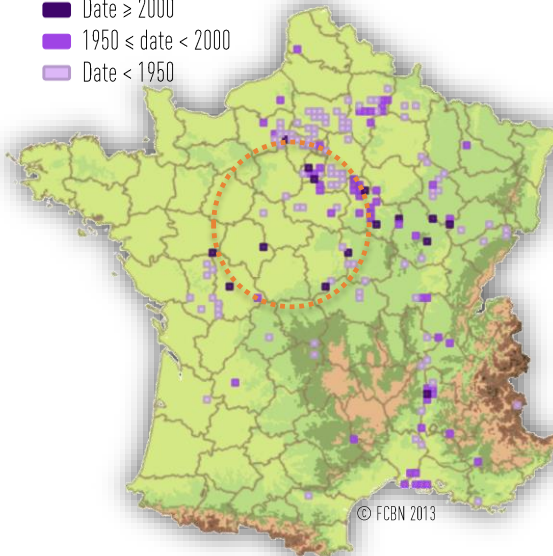 Date ≥ 2000
1950 ≤ date < 2000
Date < 1950
© FCBN 2013